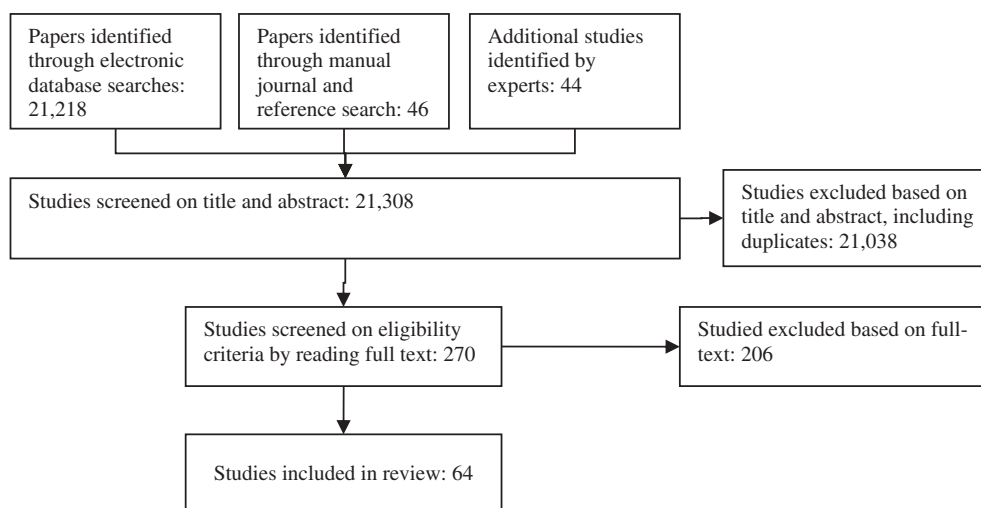 Papers identified
through electronic
database searches:
21,218
Papers identified
through manual
journal and
reference search: 46
Additional studies
identified by
experts: 44
Studies screened on title and abstract: 21,308
Studies excluded based on
title and abstract, including
duplicates: 21,038
Studies screened on eligibility
criteria by reading full text: 270
Studied excluded based on full-
text: 206
Studies included in review: 64